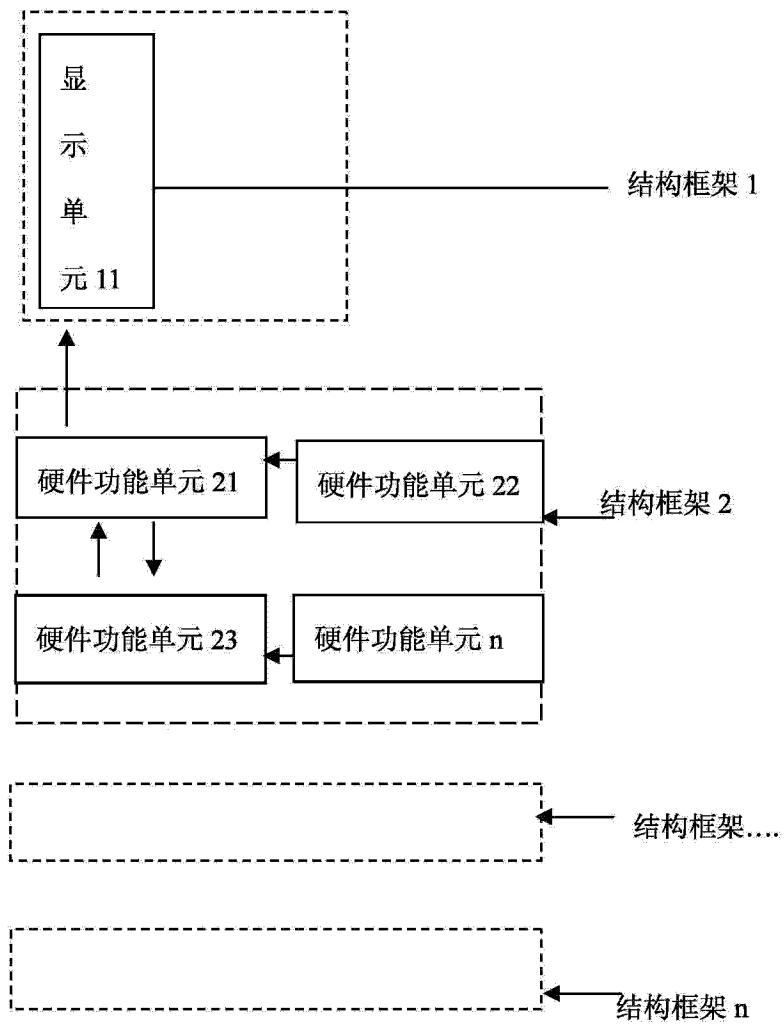 显
示
单
元 11
结构框架 1
硬件功能单元 21
硬件功能单元 22
结构框架 2
硬件功能单元 23
硬件功能单元 n
结构框架….
结构框架 n